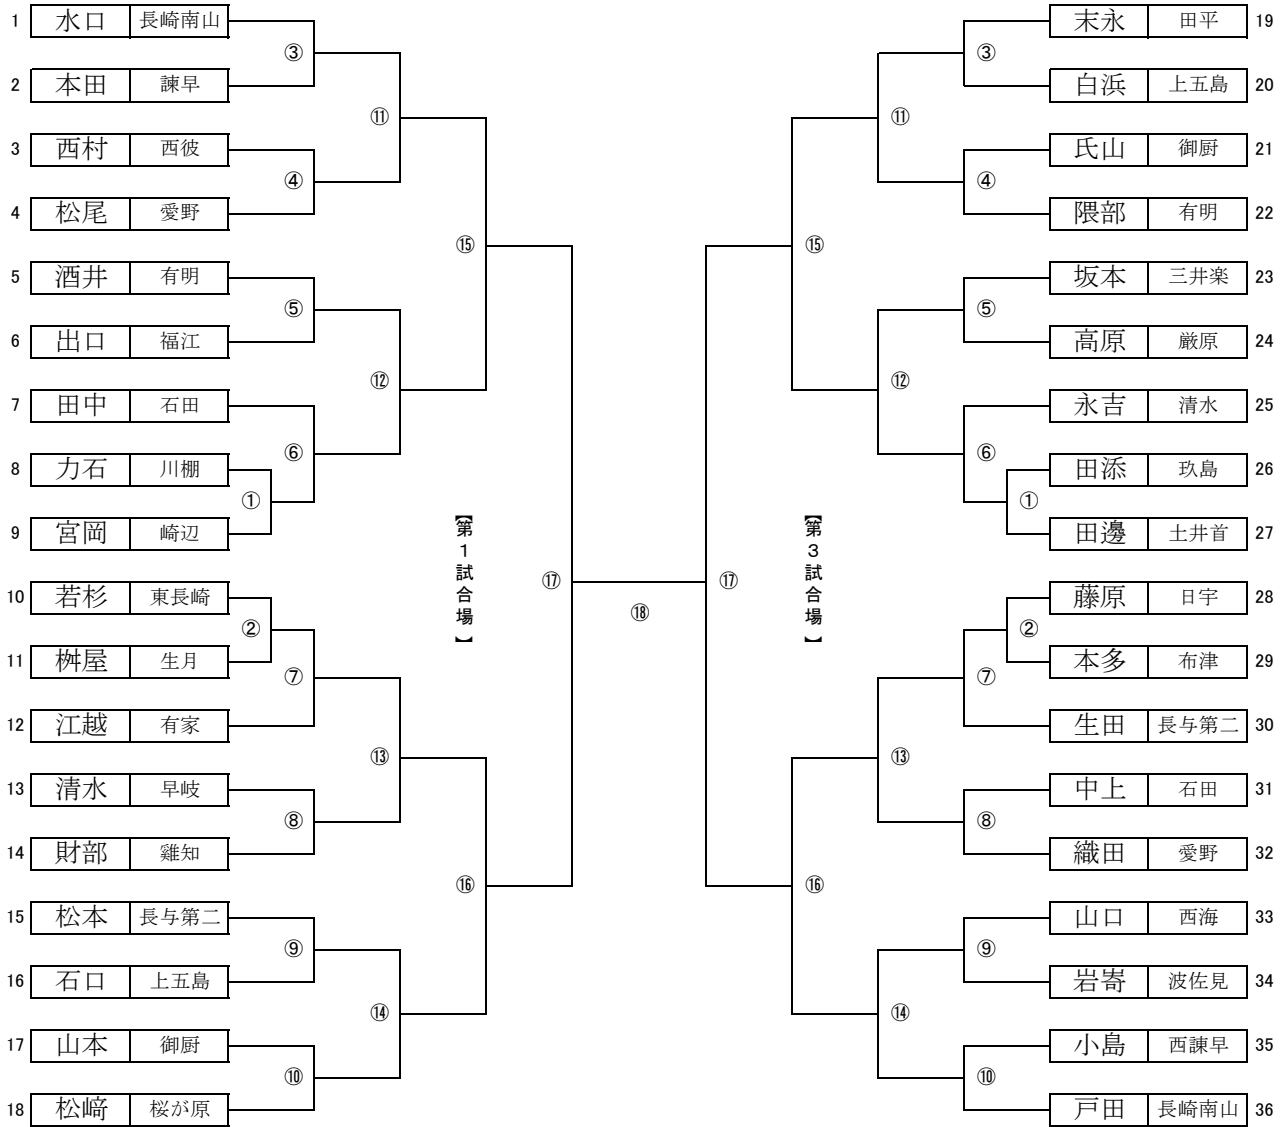 1 水口 長崎南山
③
2 本田 諫早
⑪
3 西村 西彼
④
4 松尾 愛野
⑮
5 酒井 有明
⑤
6 出口 福江
⑫
7 田中 石田
⑥
8 力石 川棚
①
9 宮岡 崎辺
【第1試合場】
⑰
10 若杉 東長崎
②
11 桝屋 生月
⑦
12 江越 有家
⑬
13 清水 早岐
⑧
14 財部 雞知
⑯
15 松本 長与第二
⑨
16 石口 上五島
⑭
17 山本 御厨
⑩
18 松﨑 桜が原
⑱
末永 田平 19
③
白浜 上五島 20
⑪
氏山 御厨 21
④
隈部 有明 22
⑮
坂本 三井楽 23
⑤
高原 厳原 24
⑫
永吉 清水 25
⑥
田添 玖島 26
①
田邊 土井首 27
【第3試合場】
⑰
藤原 日宇 28
②
本多 布津 29
⑦
生田 長与第二 30
⑬
中上 石田 31
⑧
織田 愛野 32
⑯
山口 西海 33
⑨
岩嵜 波佐見 34
⑭
小島 西諫早 35
⑩
戸田 長崎南山 36